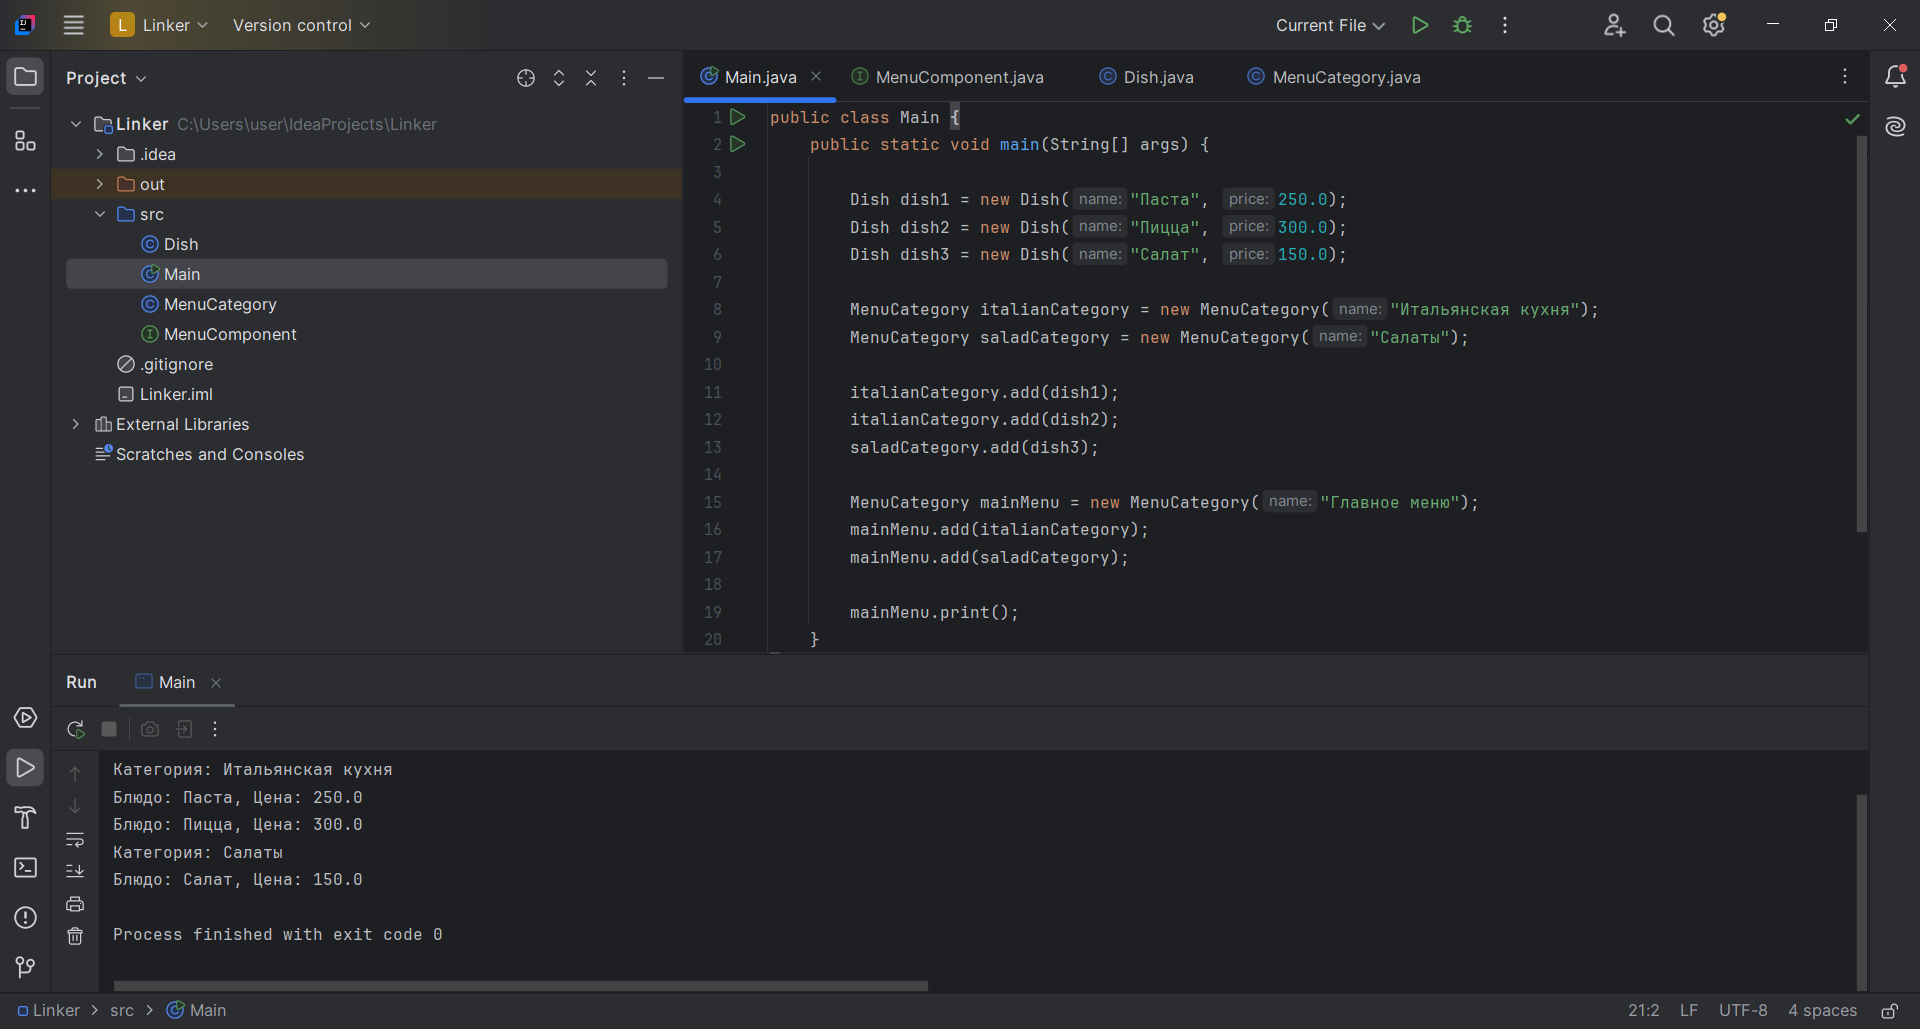 L Linker Version control Current File
Project
Main.java MenuComponent.java Dish.java MenuCategory.java
Linker C:\Users\user\IdeaProjects\Linker
.idea
out
src
Dish
Main
MenuCategory
MenuComponent
.gitignore
Linker.iml
External Libraries
Scratches and Consoles
1 public class Main {
2 public static void main(String[] args) {
3
4 Dish dish1 = new Dish( name: "Паста", price: 250.0);
5 Dish dish2 = new Dish( name: "Пицца", price: 300.0);
6 Dish dish3 = new Dish( name: "Салат", price: 150.0);
7
8 MenuCategory italianCategory = new MenuCategory( name: "Итальянская кухня");
9 MenuCategory saladCategory = new MenuCategory( name: "Салаты");
10
11 italianCategory.add(dish1);
12 italianCategory.add(dish2);
13 saladCategory.add(dish3);
14
15 MenuCategory mainMenu = new MenuCategory( name: "Главное меню");
16 mainMenu.add(italianCategory);
17 mainMenu.add(saladCategory);
18
19 mainMenu.print();
20 }
Run Main
Категория: Итальянская кухня
Блюдо: Паста, Цена: 250.0
Блюдо: Пицца, Цена: 300.0
Категория: Салаты
Блюдо: Салат, Цена: 150.0
Process finished with exit code 0
Linker > src > Main 21:2 LF UTF-8 4 spaces